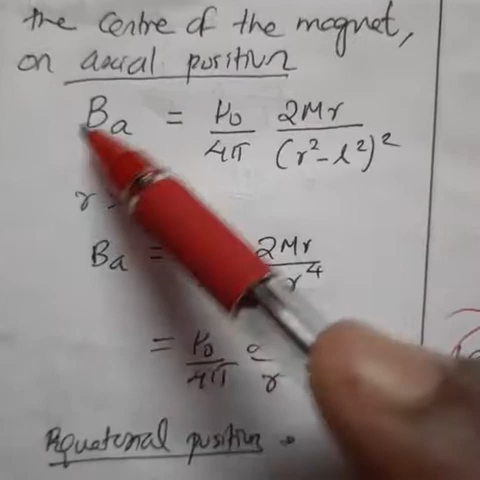 the centre of the magnet,
on axial position
Ba = μ0/4π 2Mr/(r²-l²)²
r
Ba = 2Mr/r⁴
= μ0/4π
r
Equatorial position